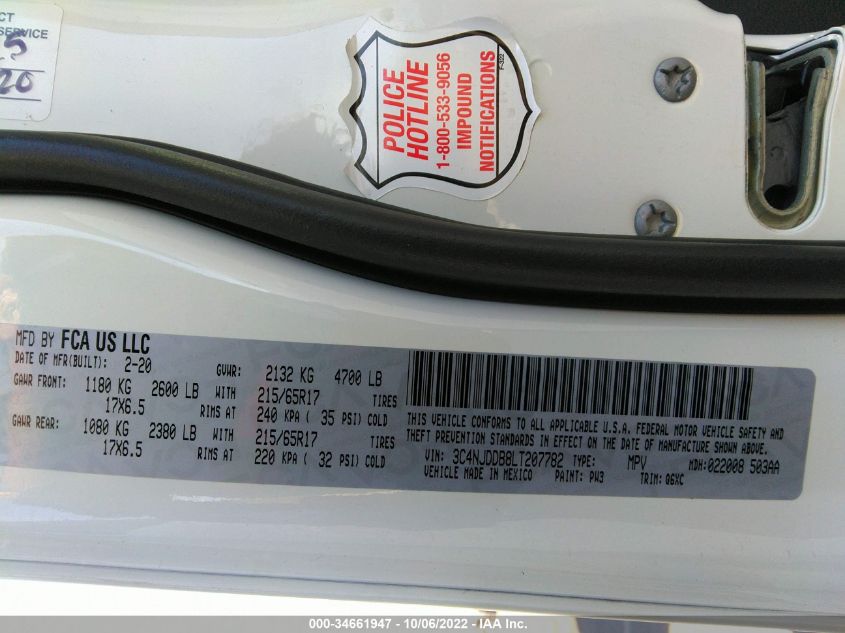 CT
SERVICE
5
20
POLICE
HOTLINE
1-800-533-9056
IMPOUND
NOTIFICATIONS
F-322
MFD BY FCA US LLC
DATE OF MFR(BUILT): 2-20 GVWR: 2132 KG 4700 LB
GAWR FRONT: 1180 KG 2600 LB WITH 215/65R17 TIRES
17X6.5 RIMS AT 240 KPA ( 35 PSI) COLD
GAWR REAR: 1080 KG 2380 LB WITH 215/65R17 TIRES
17X6.5 RIMS AT 220 KPA ( 32 PSI) COLD
THIS VEHICLE CONFORMS TO ALL APPLICABLE U.S.A. FEDERAL MOTOR VEHICLE SAFETY AND
THEFT PREVENTION STANDARDS IN EFFECT ON THE DATE OF MANUFACTURE SHOWN ABOVE.
VIN: 3C4NJDDB8LT207782 TYPE: MPV MDH:022008 503AA
VEHICLE MADE IN MEXICO PAINT: PW3 TRIM: Q6XC
000-34661947 - 10/06/2022 - IAA Inc.